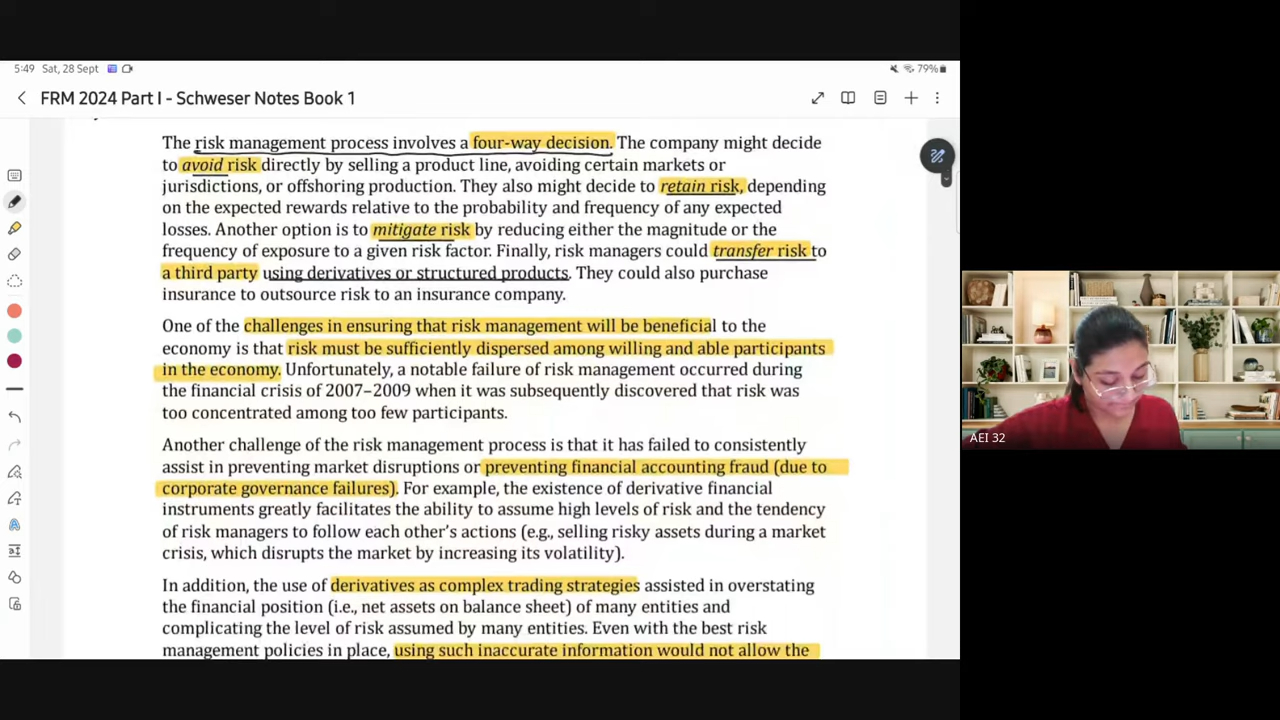 5:49 Sat, 28 Sept 79%
FRM 2024 Part I - Schweser Notes Book 1
The risk management process involves a four-way decision. The company might decide
to avoid risk directly by selling a product line, avoiding certain markets or
jurisdictions, or offshoring production. They also might decide to retain risk, depending
on the expected rewards relative to the probability and frequency of any expected
losses. Another option is to mitigate risk by reducing either the magnitude or the
frequency of exposure to a given risk factor. Finally, risk managers could transfer risk to
a third party using derivatives or structured products. They could also purchase
insurance to outsource risk to an insurance company.
One of the challenges in ensuring that risk management will be beneficial to the
economy is that risk must be sufficiently dispersed among willing and able participants
in the economy. Unfortunately, a notable failure of risk management occurred during
the financial crisis of 2007–2009 when it was subsequently discovered that risk was
too concentrated among too few participants.
Another challenge of the risk management process is that it has failed to consistently
assist in preventing market disruptions or preventing financial accounting fraud (due to
corporate governance failures). For example, the existence of derivative financial
instruments greatly facilitates the ability to assume high levels of risk and the tendency
of risk managers to follow each other’s actions (e.g., selling risky assets during a market
crisis, which disrupts the market by increasing its volatility).
In addition, the use of derivatives as complex trading strategies assisted in overstating
the financial position (i.e., net assets on balance sheet) of many entities and
complicating the level of risk assumed by many entities. Even with the best risk
management policies in place, using such inaccurate information would not allow the
AEI 32